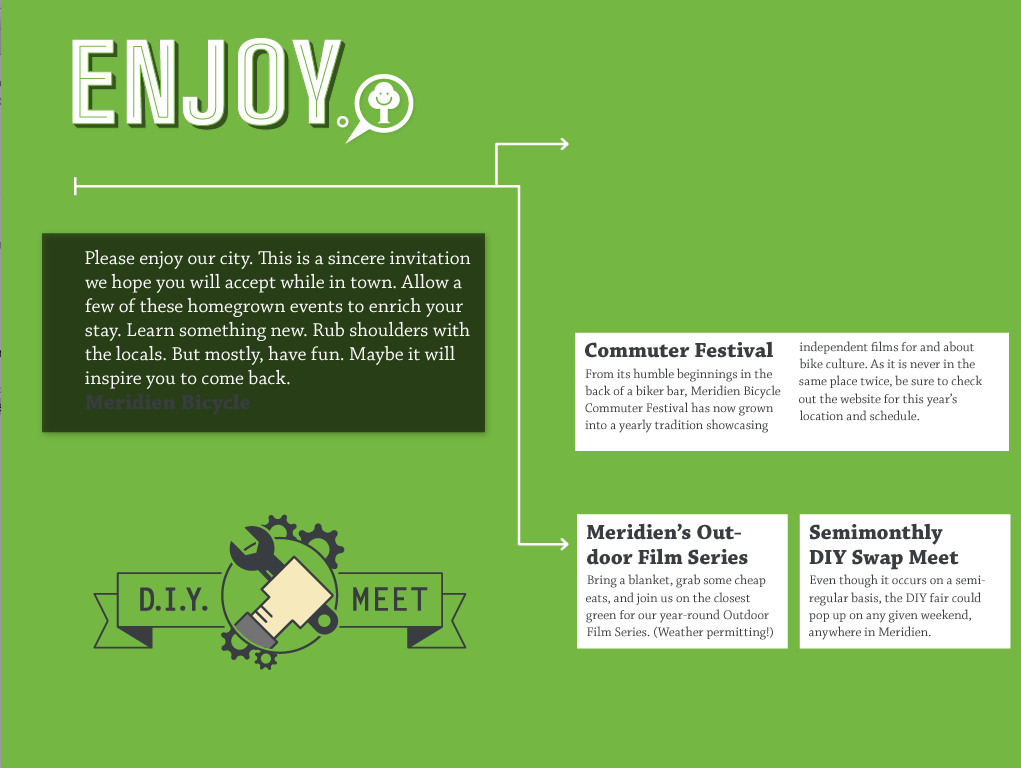 ENJOY.
Please enjoy our city. This is a sincere invitation
we hope you will accept while in town. Allow a
few of these homegrown events to enrich your
stay. Learn something new. Rub shoulders with
the locals. But mostly, have fun. Maybe it will
inspire you to come back.
Meridien Bicycle
Commuter Festival
From its humble beginnings in the
back of a biker bar, Meridien Bicycle
Commuter Festival has now grown
into a yearly tradition showcasing
independent films for and about
bike culture. As it is never in the
same place twice, be sure to check
out the website for this year’s
location and schedule.
D.I.Y. MEET
Meridien’s Out-
door Film Series
Bring a blanket, grab some cheap
eats, and join us on the closest
green for our year-round Outdoor
Film Series. (Weather permitting!)
Semimonthly
DIY Swap Meet
Even though it occurs on a semi-
regular basis, the DIY fair could
pop up on any given weekend,
anywhere in Meridien.